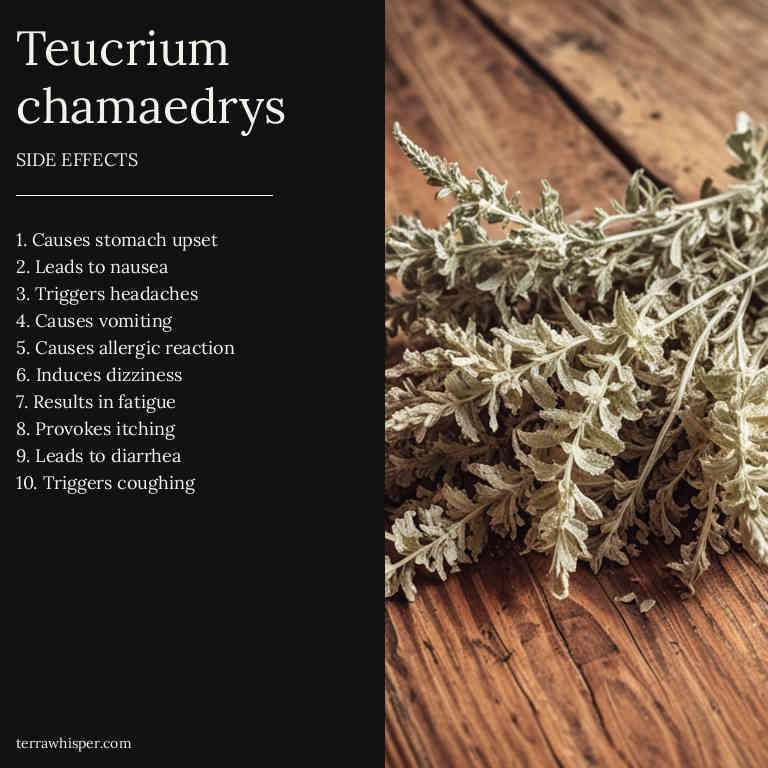 Teucrium
chamaedrys
SIDE EFFECTS
1. Causes stomach upset
2. Leads to nausea
3. Triggers headaches
4. Causes vomiting
5. Causes allergic reaction
6. Induces dizziness
7. Results in fatigue
8. Provokes itching
9. Leads to diarrhea
10. Triggers coughing
terrawhisper.com